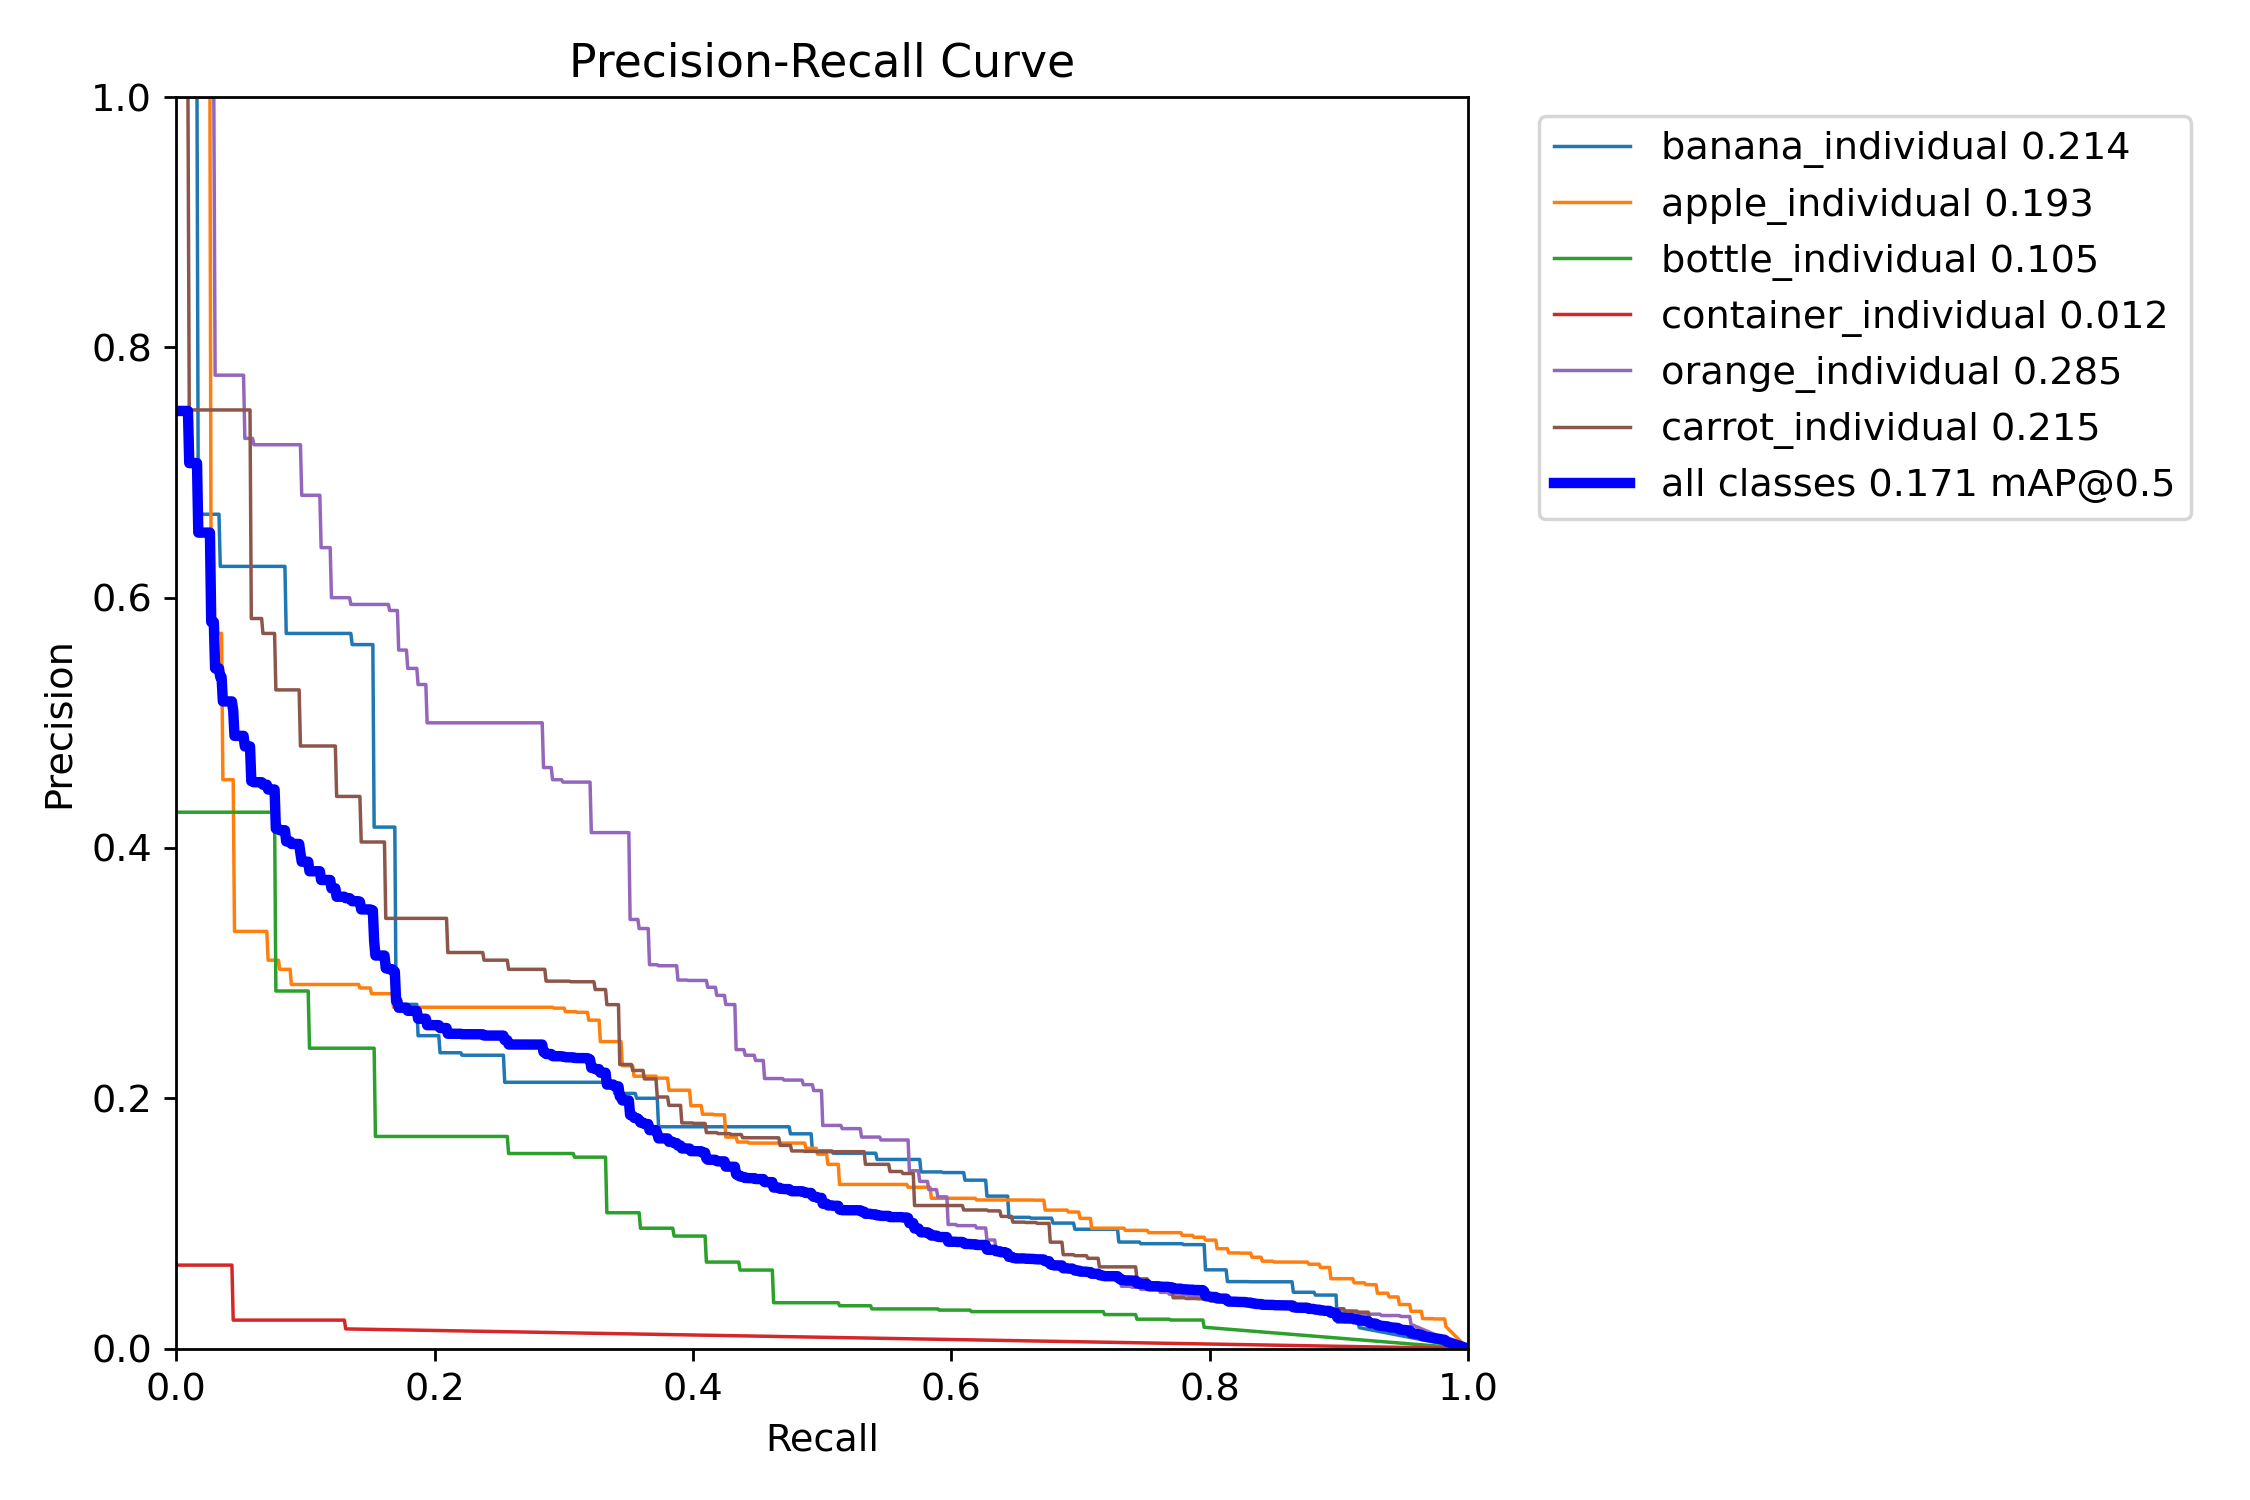 Precision-Recall Curve
1.0
0.8
0.6
0.4
0.2
0.0
Precision
0.0 0.2 0.4 0.6 0.8 1.0
Recall
banana_individual 0.214
apple_individual 0.193
bottle_individual 0.105
container_individual 0.012
orange_individual 0.285
carrot_individual 0.215
all classes 0.171 mAP@0.5